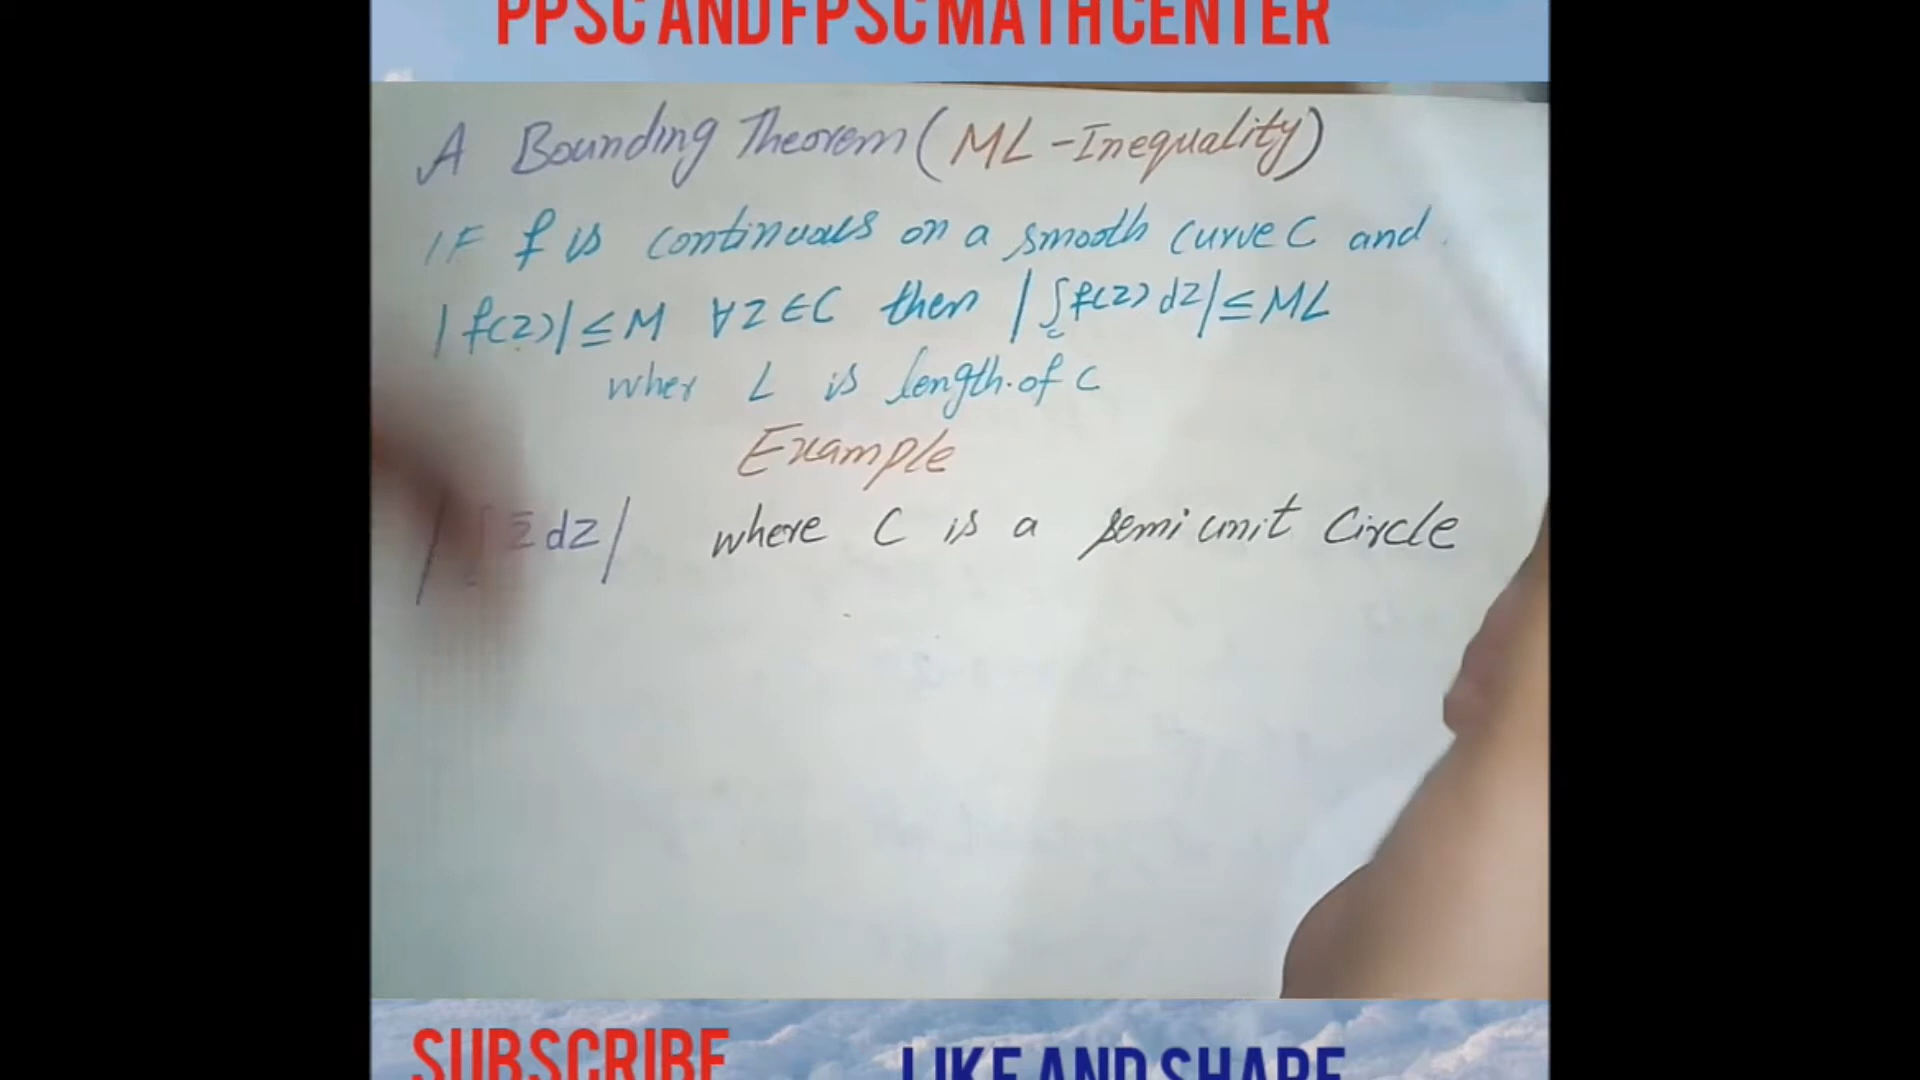 PPSC AND FPSC MATH CENTER
A Bounding Theorem (ML-Inequality)
IF f is continuous on a smooth curve C and
|f(z)| ≤ M ∀ z ∈ C then |∫_C f(z) dz| ≤ ML
wher L is length of C
Example
| z̄ dz| where C is a semi unit Circle
SUBSCRIBE
LIKE AND SHARE